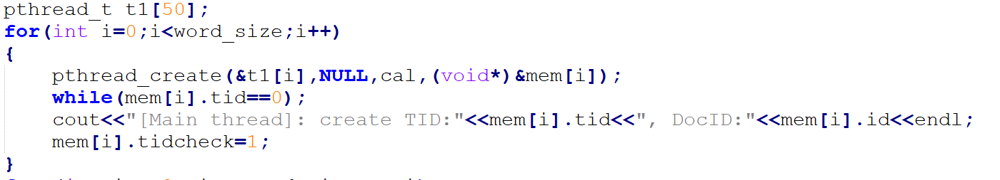 pthread_t t1[50];
for(int i=0;i<word_size;i++)
{
    pthread_create(&t1[i],NULL,cal,(void*)&mem[i]);
    while(mem[i].tid==0);
    cout<<"[Main thread]: create TID:"<<mem[i].tid<<", DocID:"<<mem[i].id<<endl;
    mem[i].tidcheck=1;
}